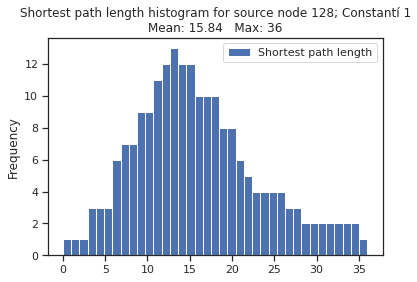 Shortest path length histogram for source node 128; Constantí 1
Mean: 15.84   Max: 36
Shortest path length
Frequency
12
10
8
6
4
2
0
0 5 10 15 20 25 30 35